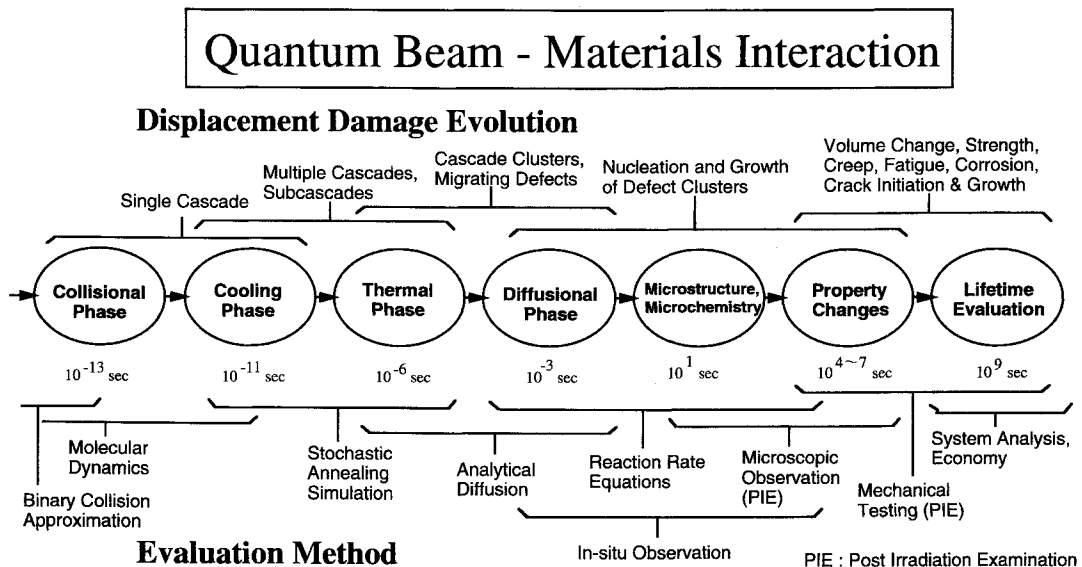 Quantum Beam - Materials Interaction
Displacement Damage Evolution
Single Cascade
Multiple Cascades,
Subcascades
Cascade Clusters,
Migrating Defects
Nucleation and Growth
of Defect Clusters
Volume Change, Strength,
Creep, Fatigue, Corrosion,
Crack Initiation & Growth
Collisional
Phase
Cooling
Phase
Thermal
Phase
Diffusional
Phase
Microstructure,
Microchemistry
Property
Changes
Lifetime
Evaluation
10⁻¹³ sec
10⁻¹¹ sec
10⁻⁶ sec
10⁻³ sec
10¹ sec
10⁴~⁷ sec
10⁹ sec
Binary Collision
Approximation
Molecular
Dynamics
Stochastic
Annealing
Simulation
Analytical
Diffusion
Reaction Rate
Equations
Microscopic
Observation
(PIE)
Mechanical
Testing (PIE)
System Analysis,
Economy
In-situ Observation
Evaluation Method
PIE : Post Irradiation Examination